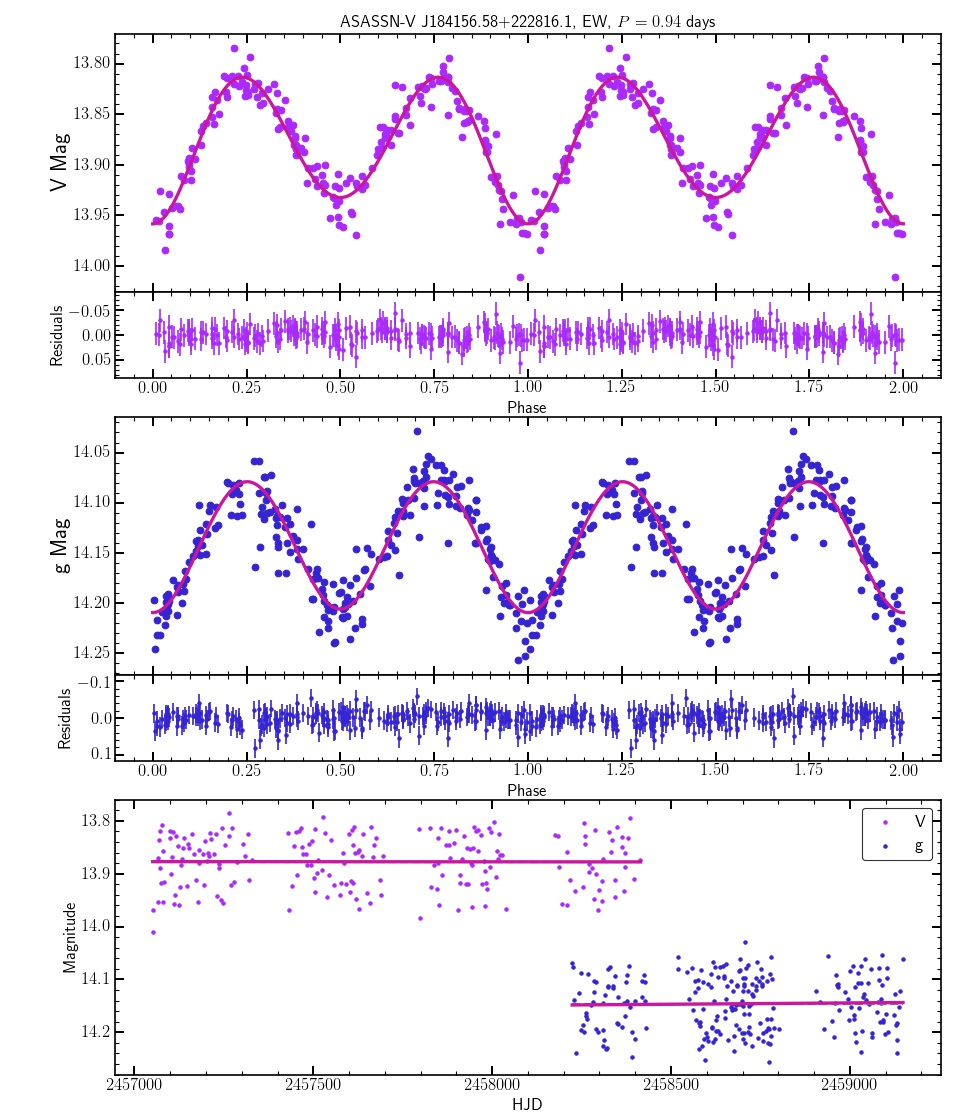 ASASSN-V J184156.58+222816.1, EW, P = 0.94 days
13.80
13.85
13.90
13.95
14.00
V Mag
−0.05
0.00
0.05
Residuals
0.00 0.25 0.50 0.75 1.00 1.25 1.50 1.75 2.00
Phase
14.05
14.10
14.15
14.20
14.25
g Mag
−0.1
0.0
0.1
Residuals
0.00 0.25 0.50 0.75 1.00 1.25 1.50 1.75 2.00
Phase
13.8
13.9
14.0
14.1
14.2
Magnitude
V
g
2457000 2457500 2458000 2458500 2459000
HJD